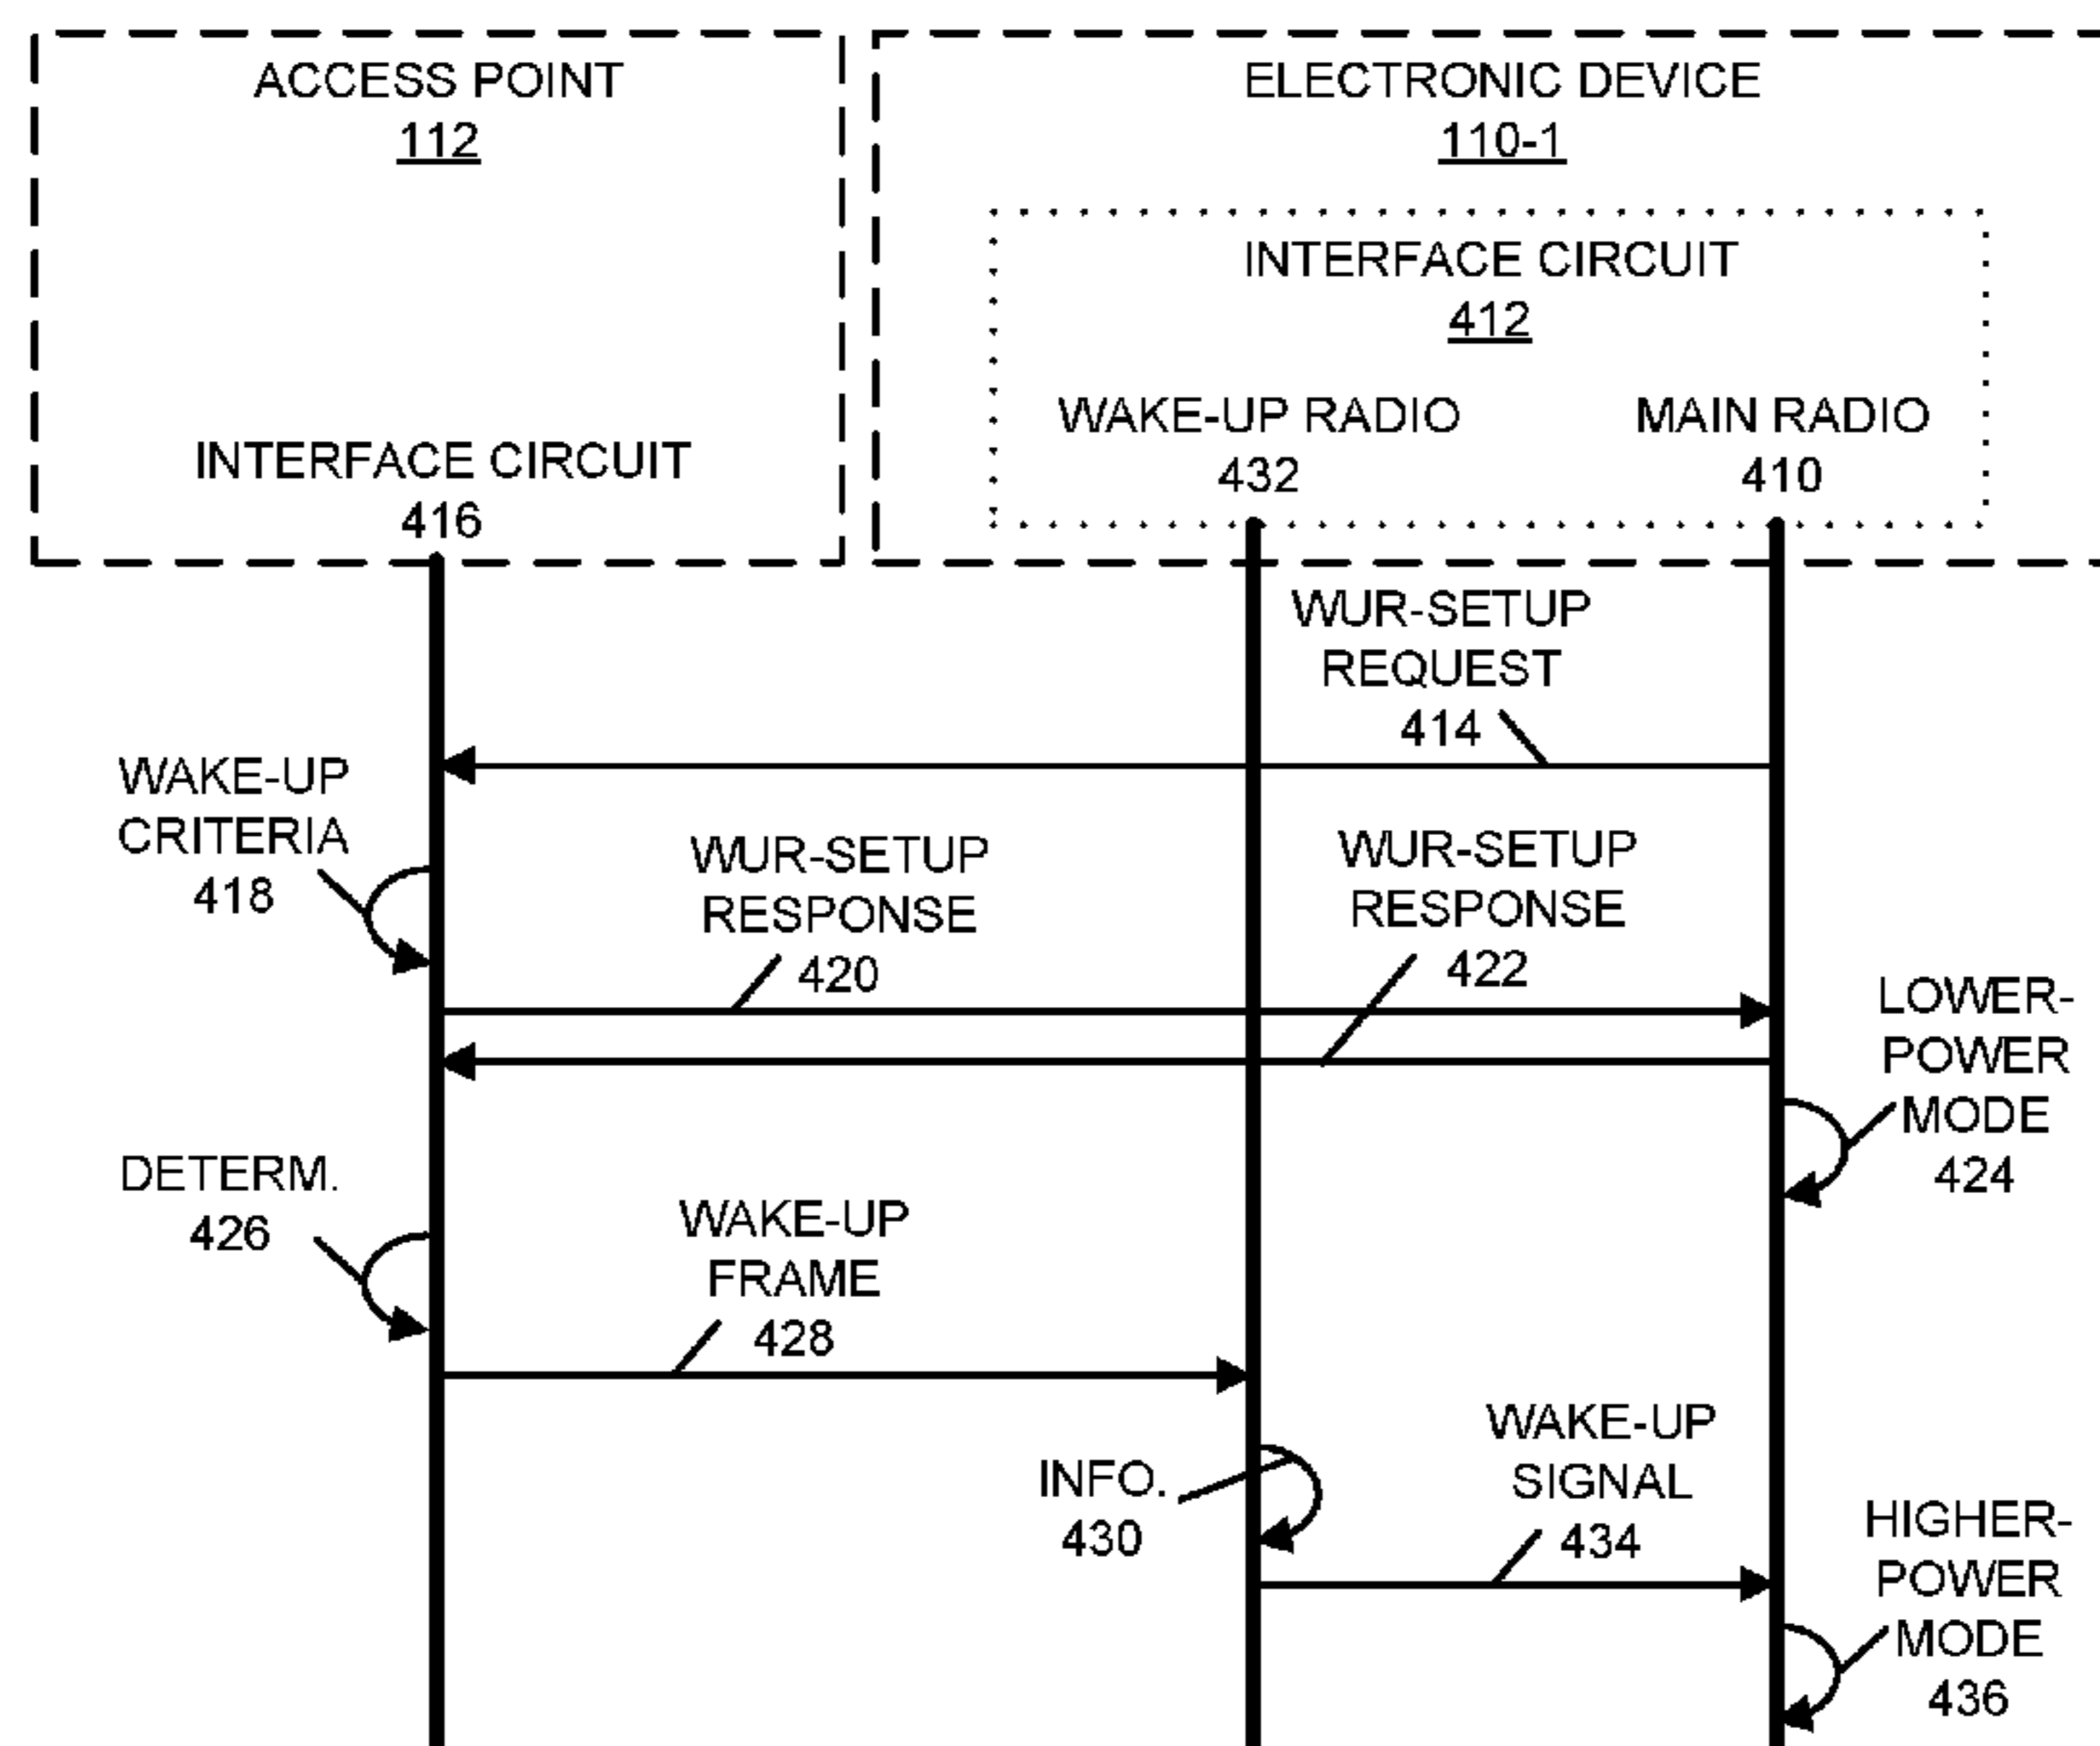 ACCESS POINT
112
INTERFACE CIRCUIT
416
ELECTRONIC DEVICE
110-1
INTERFACE CIRCUIT
412
WAKE-UP RADIO
432
MAIN RADIO
410
WUR-SETUP
REQUEST
414
WAKE-UP
CRITERIA
418
WUR-SETUP
RESPONSE
420
WUR-SETUP
RESPONSE
422
LOWER-
POWER
MODE
424
DETERM.
426
WAKE-UP
FRAME
428
INFO.
430
WAKE-UP
SIGNAL
434
HIGHER-
POWER
MODE
436